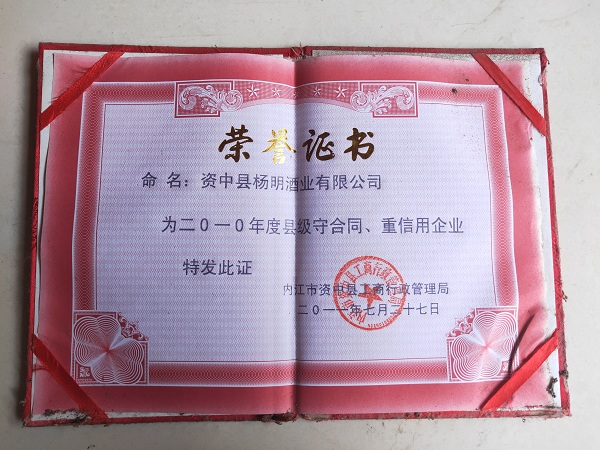 荣誉证书
命名：资中县杨明酒业有限公司
为二0一0年度县级守合同、重信用企业
特发此证
内江市资中县工商行政管理局
二0一一年七月二十七日